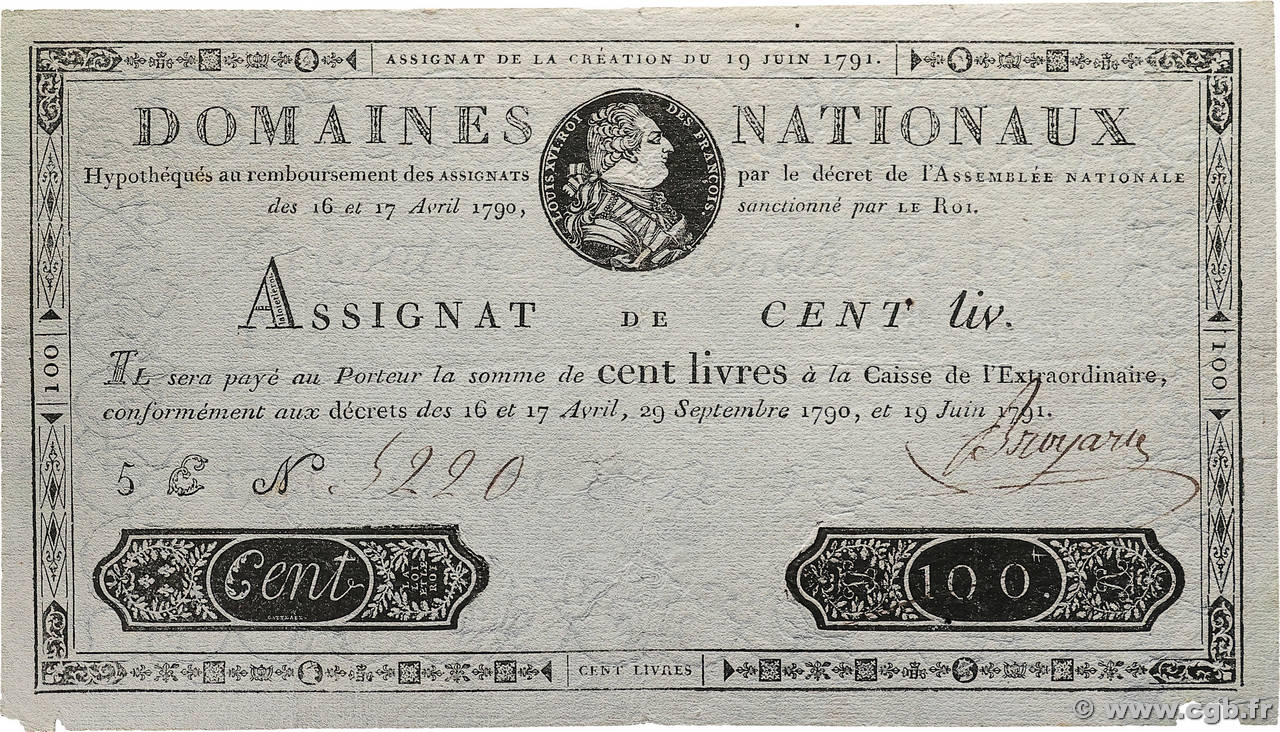 ASSIGNAT DE LA CRÉATION DU 19 JUIN 1791.
DOMAINES NATIONAUX
LOUIS XVI. ROI DES FRANÇOIS.
Hypothéqués au remboursement des ASSIGNATS par le décret de l'ASSEMBLÉE NATIONALE
des 16 et 17 Avril 1790, sanctionné par LE ROI.
ASSIGNAT DE CENT liv.
IL sera payé au Porteur la somme de cent livres à la Caisse de l'Extraordinaire,
conformément aux décrets des 16 et 17 Avril, 29 Septembre 1790, et 19 Juin 1791.
100
100
5 E N. 5220
Cent
LA LOI ET LE ROI
GATTEAUX
100.
CENT LIVRES
© www.cgb.fr